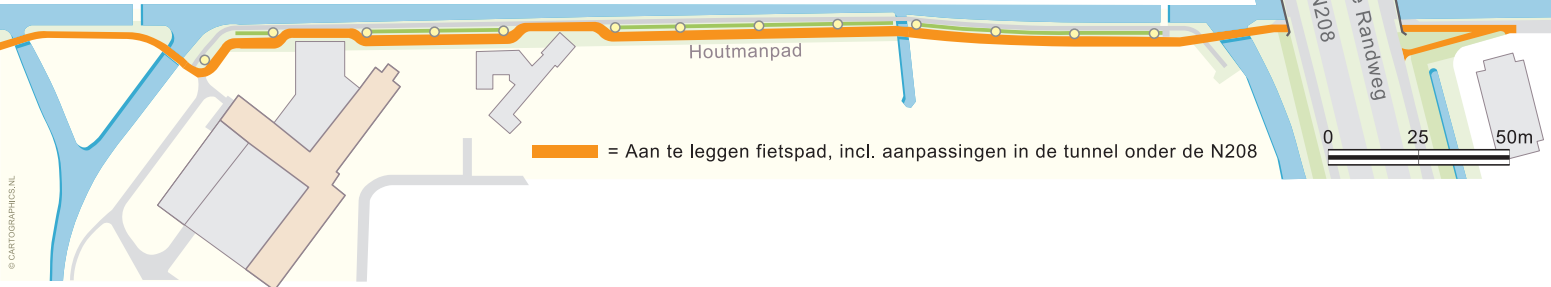 Houtmanpad
N208
e Randweg
= Aan te leggen fietspad, incl. aanpassingen in de tunnel onder de N208
0 25 50m
© CARTOGRAPHICS.NL